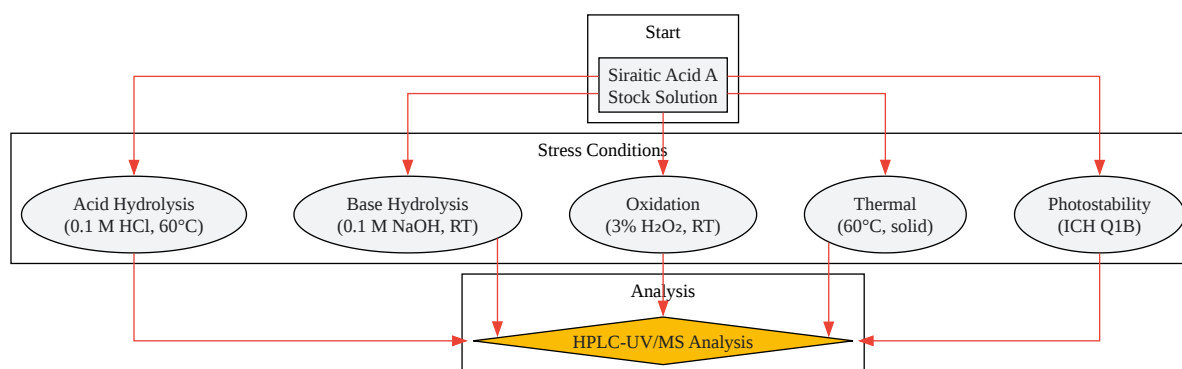 Start
Siraitic Acid A
Stock Solution
Stress Conditions
Acid Hydrolysis
(0.1 M HCl, 60°C)
Base Hydrolysis
(0.1 M NaOH, RT)
Oxidation
(3% H₂O₂, RT)
Thermal
(60°C, solid)
Photostability
(ICH Q1B)
Analysis
HPLC-UV/MS Analysis